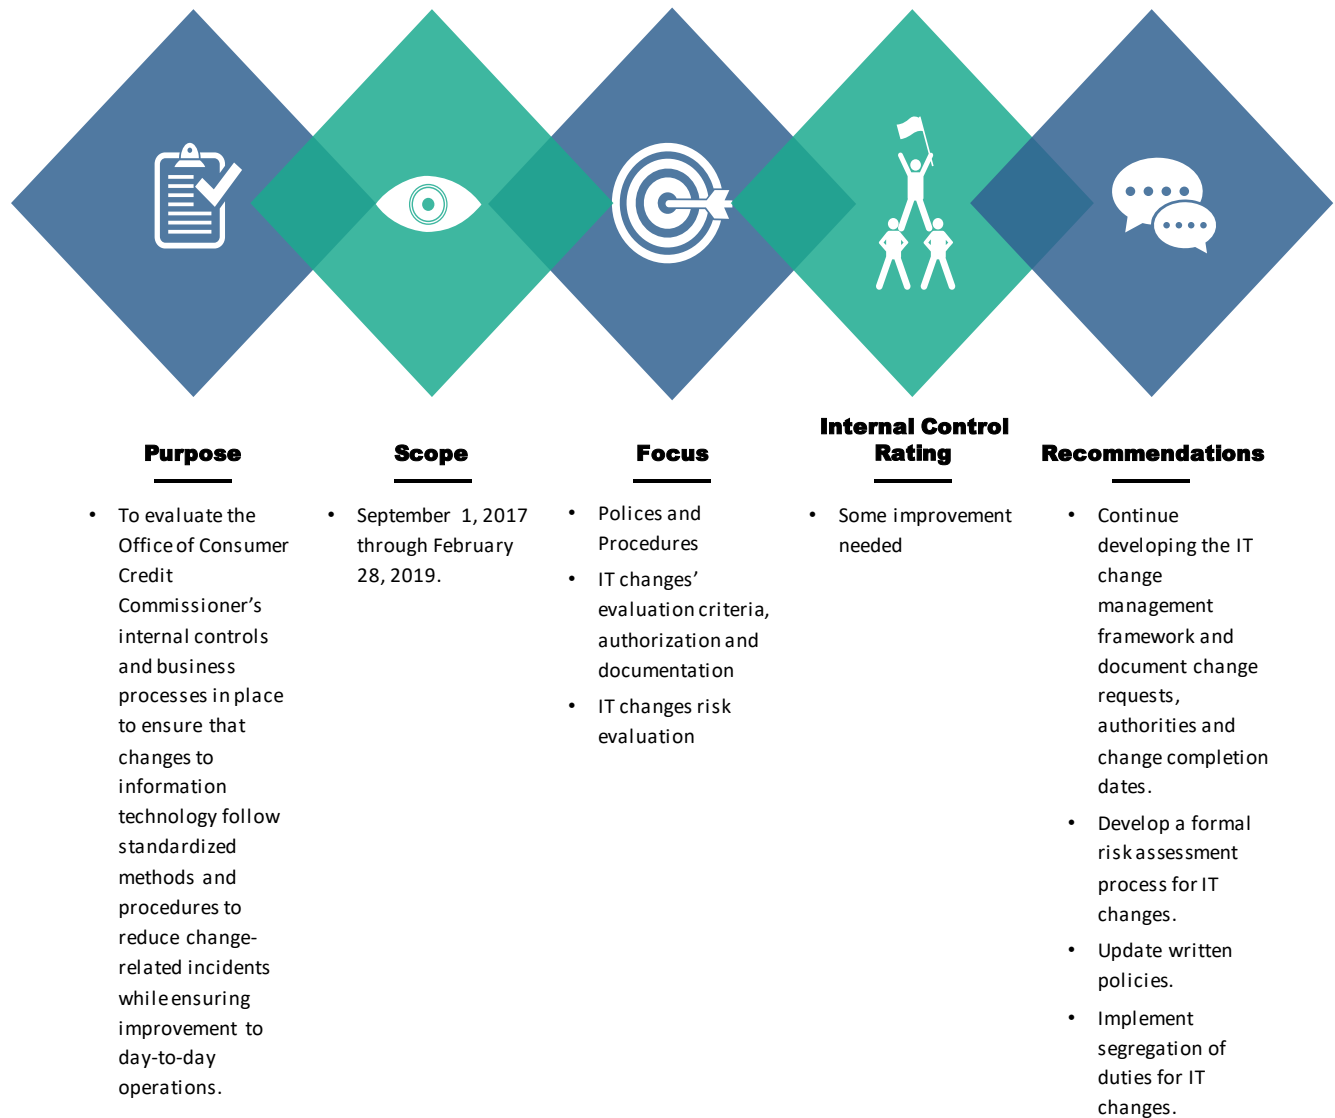 Purpose
To evaluate the
Office of Consumer
Credit
Commissioner’s
internal controls
and business
processes in place
to ensure that
changes to
information
technology follow
standardized
methods and
procedures to
reduce change-
related incidents
while ensuring
improvement to
day-to-day
operations.
Scope
September 1, 2017
through February
28, 2019.
Focus
Polices and
Procedures
IT changes’
evaluation criteria,
authorization and
documentation
IT changes risk
evaluation
Internal Control
Rating
Some improvement
needed
Recommendations
Continue
developing the IT
change
management
framework and
document change
requests,
authorities and
change completion
dates.
Develop a formal
risk assessment
process for IT
changes.
Update written
policies.
Implement
segregation of
duties for IT
changes.